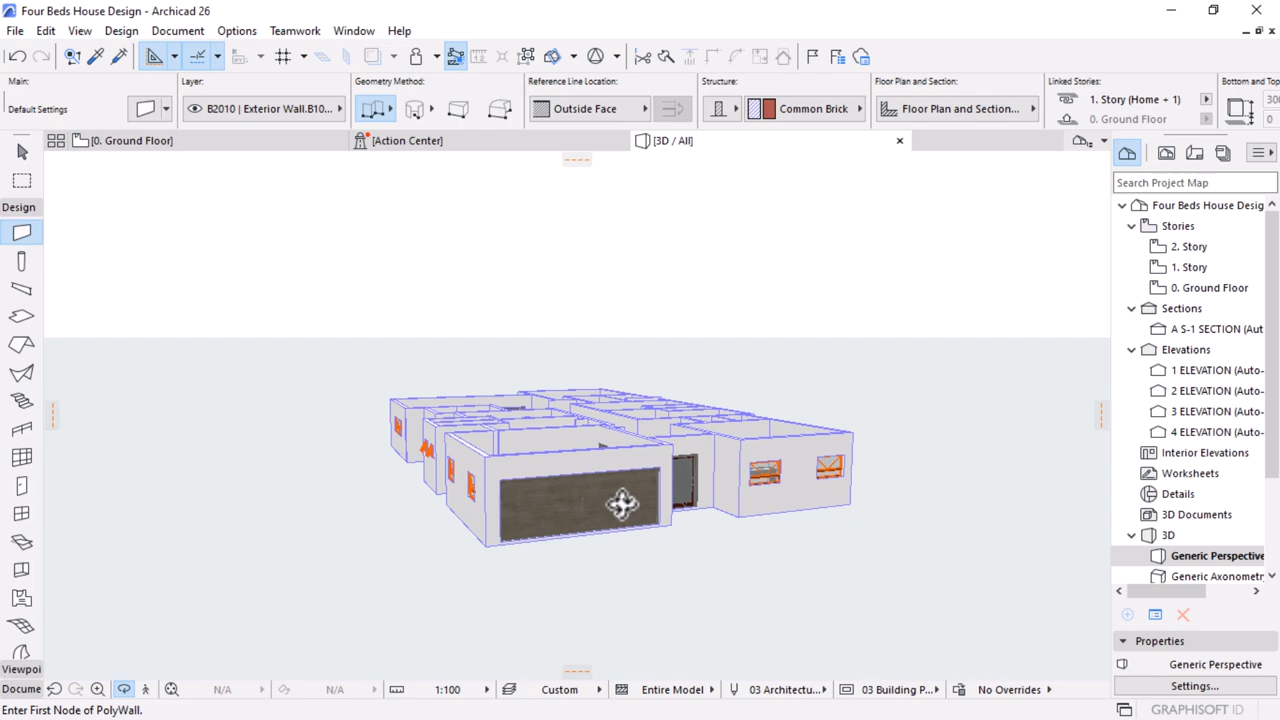 Four Beds House Design - Archicad 26
File Edit View Design Document Options Teamwork Window Help
Main: Layer: Geometry Method: Reference Line Location: Structure: Floor Plan and Section: Linked Stories: Bottom and Top
Default Settings B2010 | Exterior Wall.B10... Outside Face Common Brick Floor Plan and Section... 1. Story (Home + 1) 300
0. Ground Floor 0
[0. Ground Floor] [Action Center] [3D / All]
Search Project Map
Design
Four Beds House Desig
Stories
2. Story
1. Story
0. Ground Floor
Sections
A S-1 SECTION (Aut
Elevations
1 ELEVATION (Auto-
2 ELEVATION (Auto-
3 ELEVATION (Auto-
4 ELEVATION (Auto-
Interior Elevations
Worksheets
Details
3D Documents
3D
Generic Perspective
Generic Axonometr
Properties
Generic Perspective
Settings...
Viewpoi
Docume N/A N/A 1:100 Custom Entire Model 03 Architectu... 03 Building P... No Overrides
Enter First Node of PolyWall.
GRAPHISOFT ID